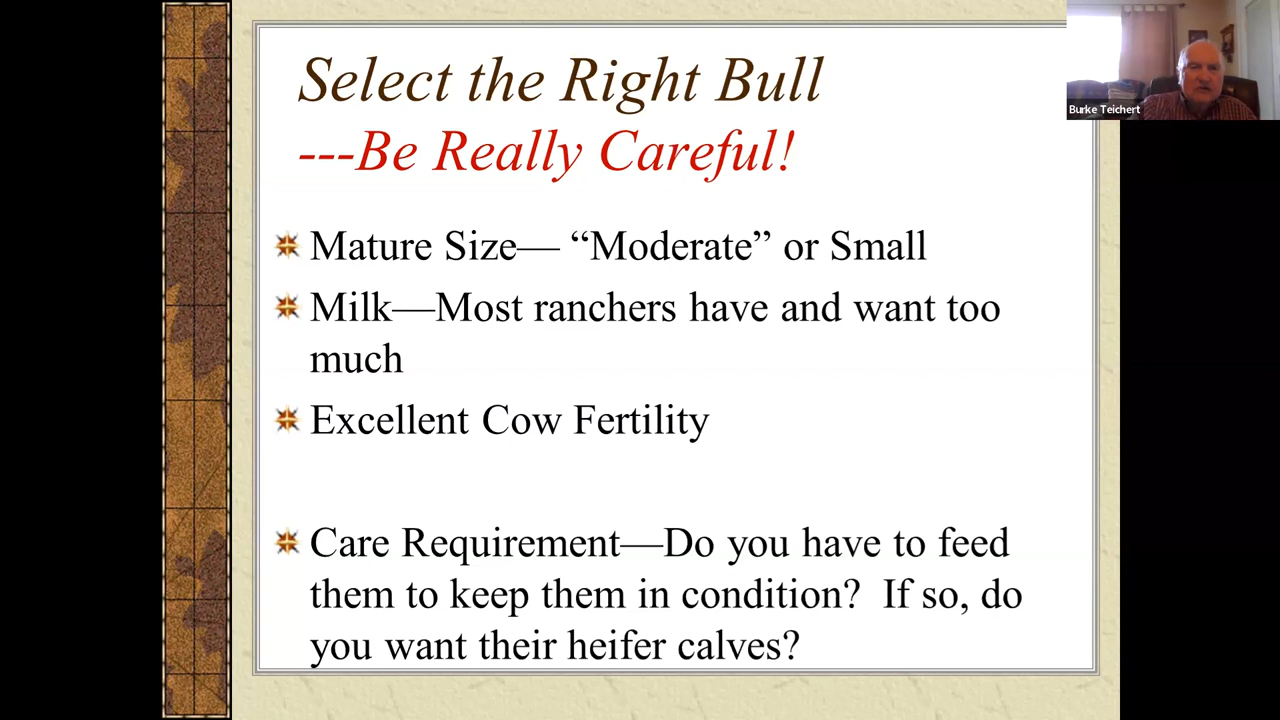 Select the Right Bull
---Be Really Careful!
Burke Teichert
Mature Size— “Moderate” or Small
Milk—Most ranchers have and want too
much
Excellent Cow Fertility
Care Requirement—Do you have to feed
them to keep them in condition?  If so, do
you want their heifer calves?